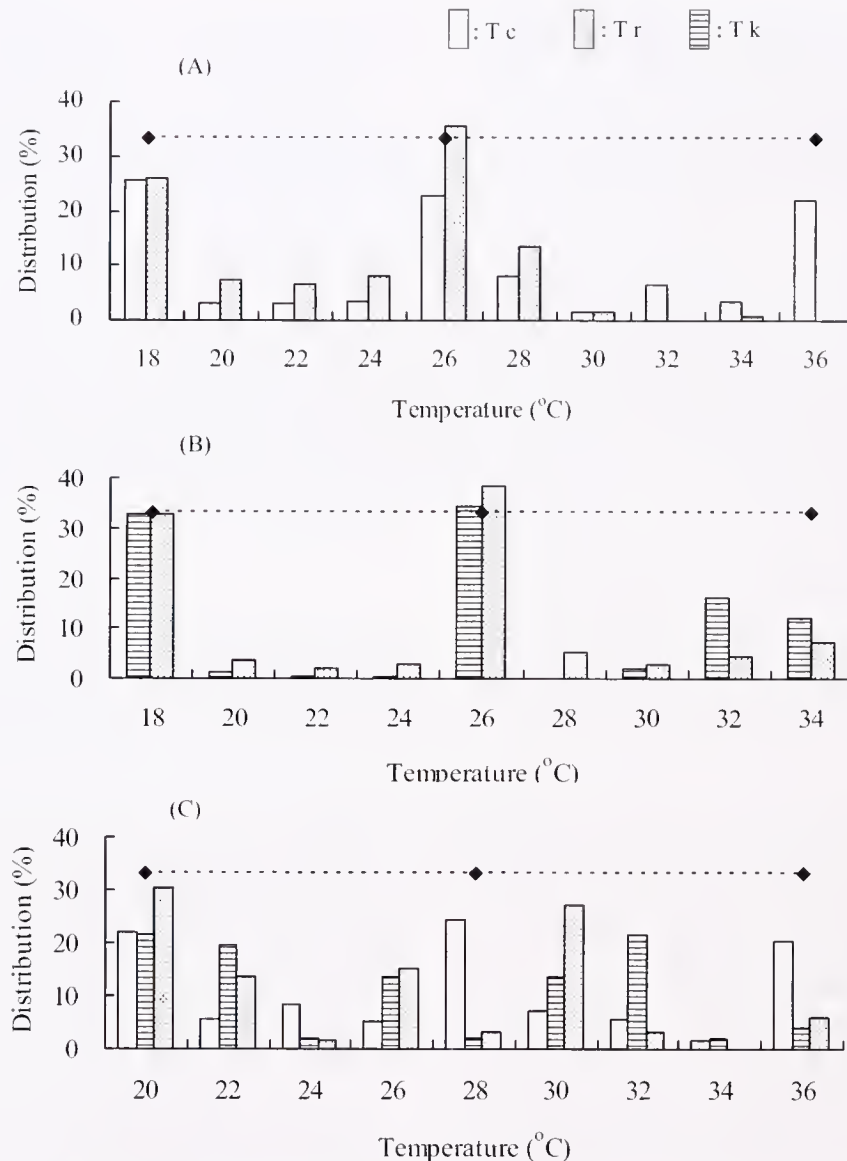 : T c : T r : T k
(A)
Distribution (%)
40
30
20
10
0
18 20 22 24 26 28 30 32 34 36
Temperature (°C)
(B)
Distribution (%)
40
30
20
10
0
18 20 22 24 26 28 30 32 34
Temperature (°C)
(C)
Distribution (%)
40
30
20
10
0
20 22 24 26 28 30 32 34 36
Temperature (°C)